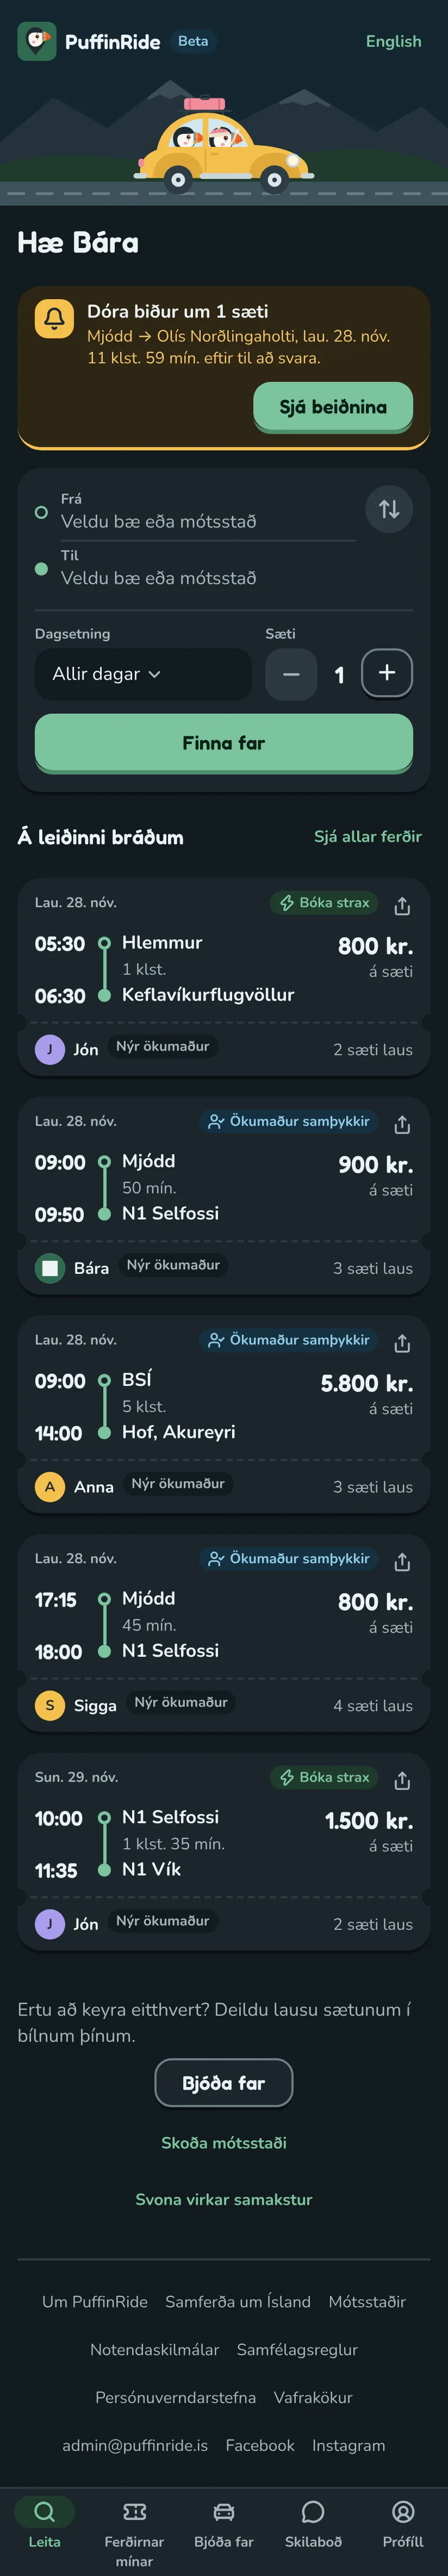 PuffinRide Beta English
Hæ Bára
Dóra biður um 1 sæti
Mjódd → Olís Norðlingaholti, lau. 28. nóv.
11 klst. 59 mín. eftir til að svara.
Sjá beiðnina
Frá
Veldu bæ eða mótsstað
Til
Veldu bæ eða mótsstað
Dagsetning Sæti
Allir dagar 1
Finna far
Á leiðinni bráðum Sjá allar ferðir
Lau. 28. nóv. Bóka strax
05:30 Hlemmur 800 kr.
1 klst. á sæti
06:30 Keflavíkurflugvöllur
J Jón Nýr ökumaður 2 sæti laus
Lau. 28. nóv. Ökumaður samþykkir
09:00 Mjódd 900 kr.
50 mín. á sæti
09:50 N1 Selfossi
Bára Nýr ökumaður 3 sæti laus
Lau. 28. nóv. Ökumaður samþykkir
09:00 BSÍ 5.800 kr.
5 klst. á sæti
14:00 Hof, Akureyri
A Anna Nýr ökumaður 3 sæti laus
Lau. 28. nóv. Ökumaður samþykkir
17:15 Mjódd 800 kr.
45 mín. á sæti
18:00 N1 Selfossi
S Sigga Nýr ökumaður 4 sæti laus
Sun. 29. nóv. Bóka strax
10:00 N1 Selfossi 1.500 kr.
1 klst. 35 mín. á sæti
11:35 N1 Vík
J Jón Nýr ökumaður 2 sæti laus
Ertu að keyra eitthvert? Deildu lausu sætunum í
bílnum þínum.
Bjóða far
Skoða mótsstaði
Svona virkar samakstur
Um PuffinRide Samferða um Ísland Mótsstaðir
Notendaskilmálar Samfélagsreglur
Persónuverndarstefna Vafrakökur
admin@puffinride.is Facebook Instagram
Leita Ferðirnar mínar Bjóða far Skilaboð Prófíll